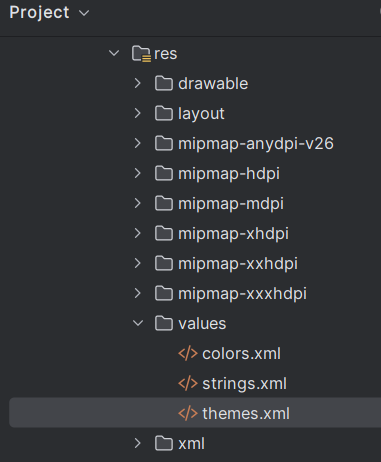 Project
res
drawable
layout
mipmap-anydpi-v26
mipmap-hdpi
mipmap-mdpi
mipmap-xhdpi
mipmap-xxhdpi
mipmap-xxxhdpi
values
</> colors.xml
</> strings.xml
</> themes.xml
xml